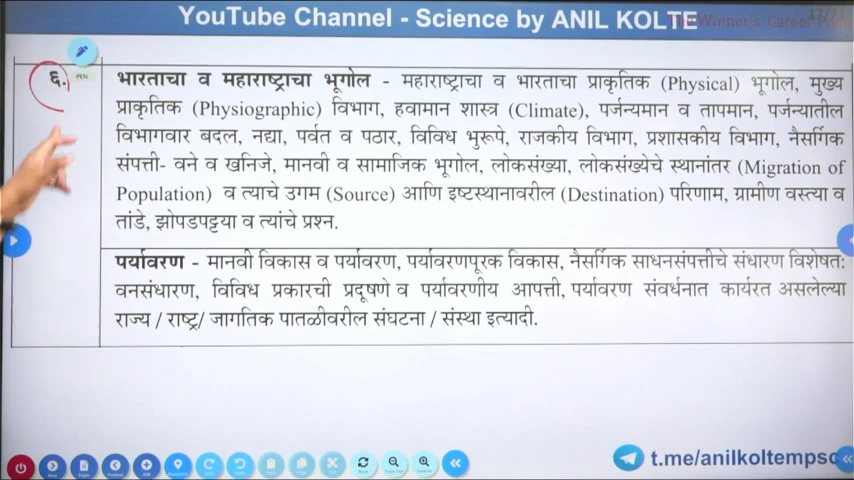 YouTube Channel - Science by ANIL KOLTE
The Winner's Career Point
६.
PEN
भारताचा व महाराष्ट्राचा भूगोल - महाराष्ट्राचा व भारताचा प्राकृतिक (Physical) भूगोल, मुख्य
प्राकृतिक (Physiographic) विभाग, हवामान शास्त्र (Climate), पर्जन्यमान व तापमान, पर्जन्यातील
विभागवार बदल, नद्या, पर्वत व पठार, विविध भुरूपे, राजकीय विभाग, प्रशासकीय विभाग, नैसर्गिक
संपत्ती- वने व खनिजे, मानवी व सामाजिक भूगोल, लोकसंख्या, लोकसंख्येचे स्थानांतर (Migration of
Population) व त्याचे उगम (Source) आणि इष्टस्थानावरील (Destination) परिणाम, ग्रामीण वस्त्या व
तांडे, झोपडपट्टया व त्यांचे प्रश्न.
पर्यावरण - मानवी विकास व पर्यावरण, पर्यावरणपूरक विकास, नैसर्गिक साधनसंपत्तीचे संधारण विशेषत:
वनसंधारण, विविध प्रकारची प्रदूषणे व पर्यावरणीय आपत्ती, पर्यावरण संवर्धनात कार्यरत असलेल्या
राज्य / राष्ट्र/ जागतिक पातळीवरील संघटना / संस्था इत्यादी.
t.me/anilkoltempsc